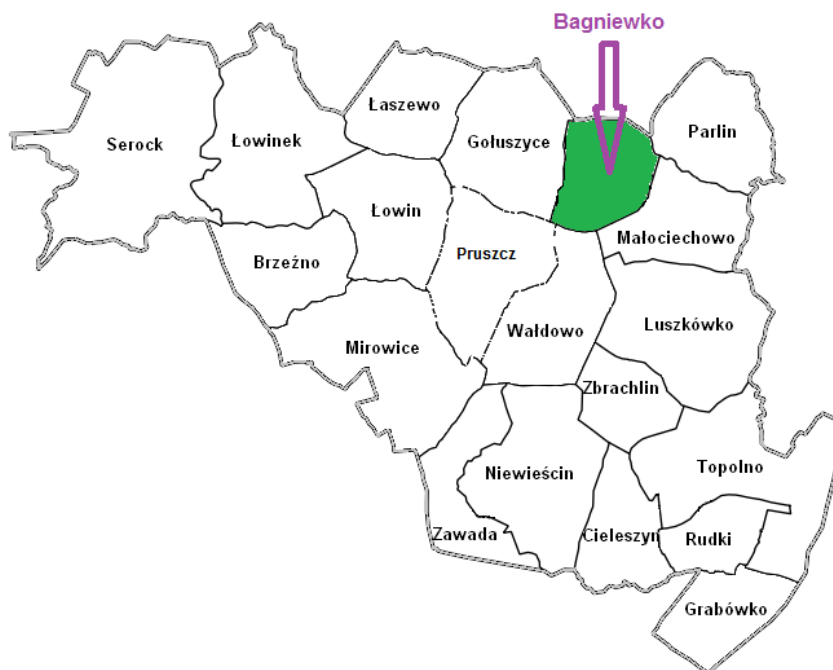 Bagniewko
Łaszewo
Parlin
Serock
Łowinek
Gołuszyce
Łowin
Małociechowo
Brzeźno
Pruszcz
Luszkówko
Wałdowo
Mirowice
Zbrachlin
Niewieścin
Topolno
Zawada
Cieleszyn
Rudki
Grabówko